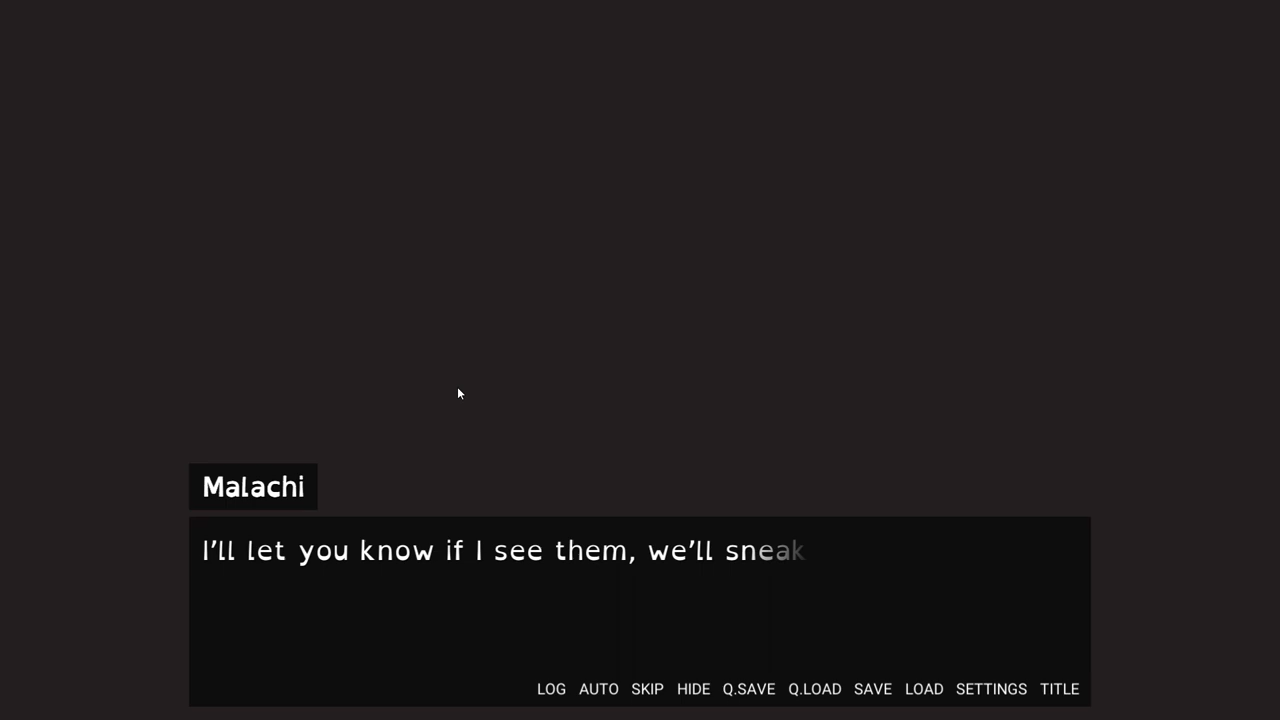 Malachi
I'll let you know if I see them, we'll sneak
LOG AUTO SKIP HIDE Q.SAVE Q.LOAD SAVE LOAD SETTINGS TITLE